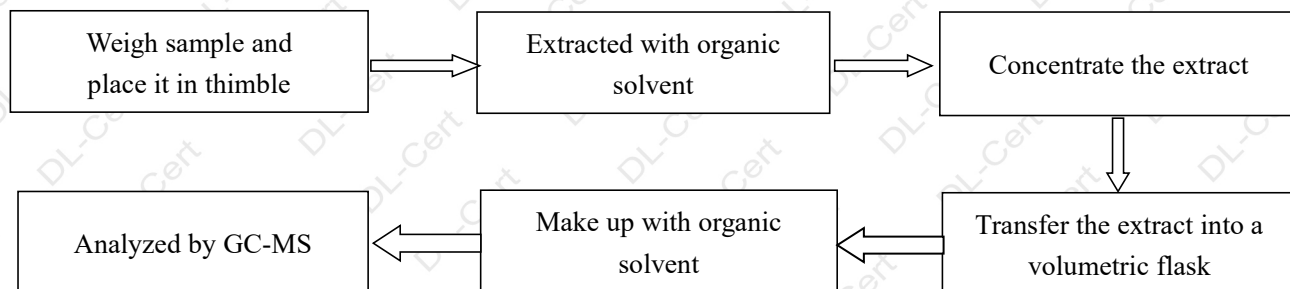 Weigh sample and
place it in thimble
Extracted with organic
solvent
Concentrate the extract
Transfer the extract into a
volumetric flask
Make up with organic
solvent
Analyzed by GC-MS
DL-Cert